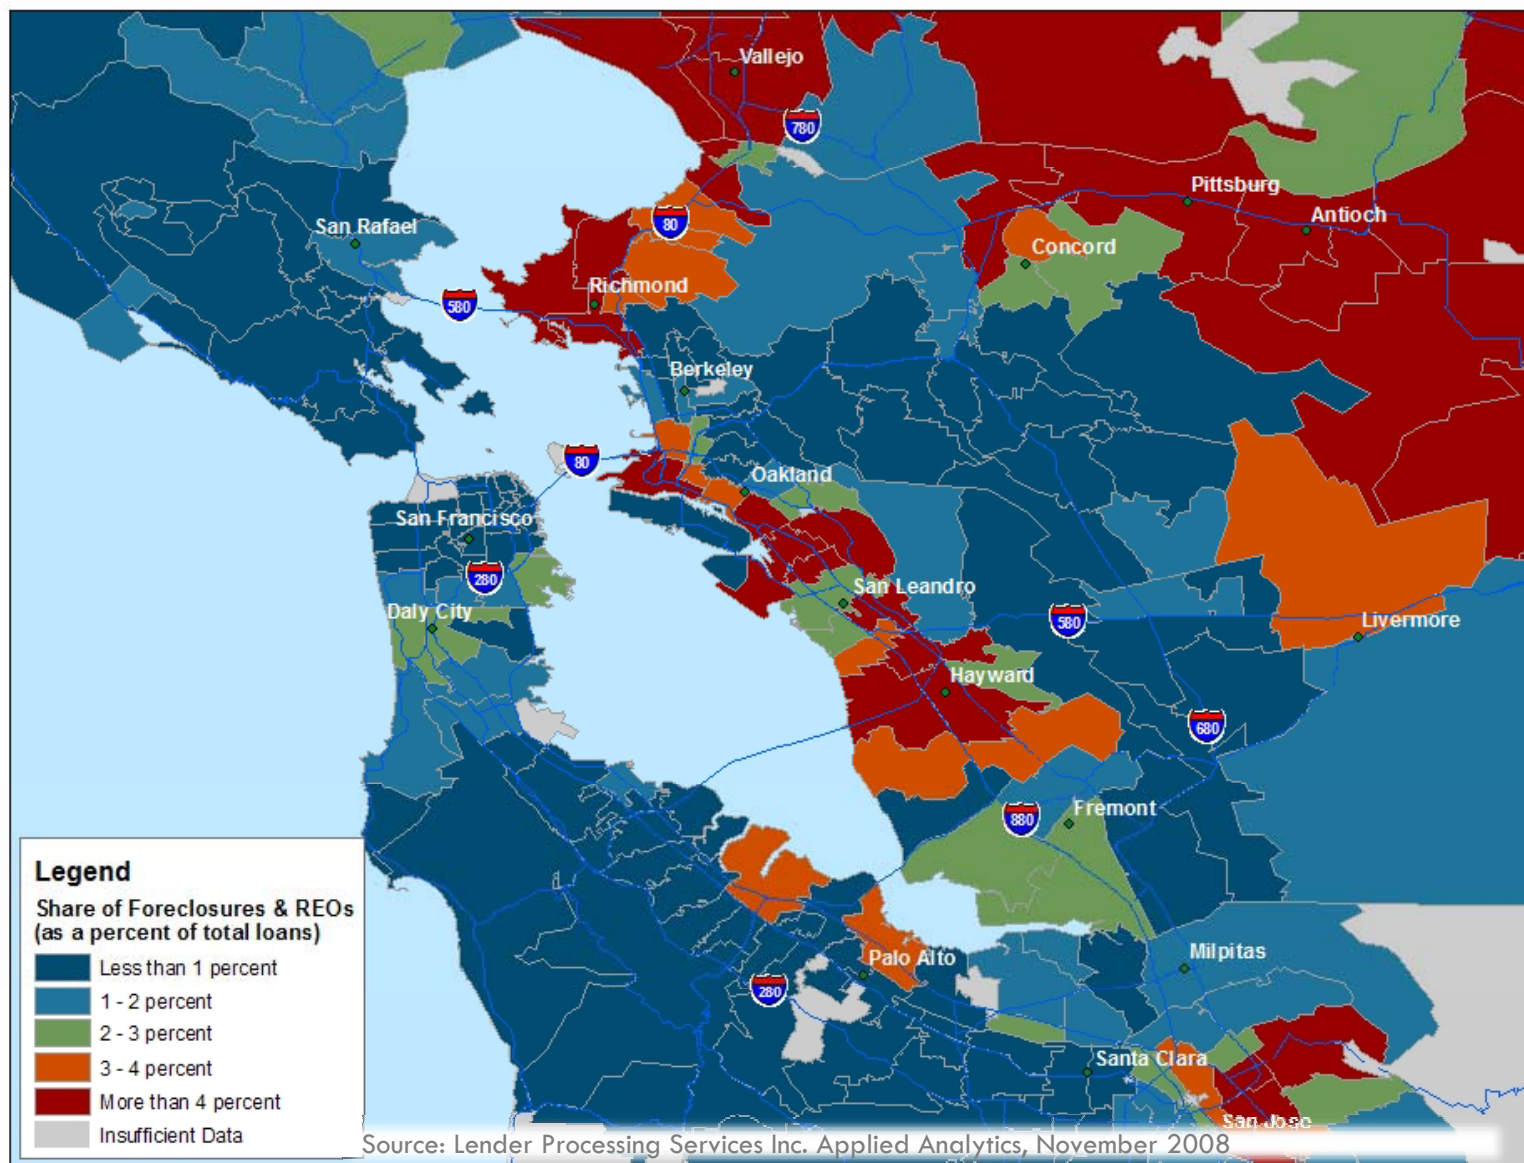 Vallejo
780
Pittsburg
Antioch
80
San Rafael
Concord
Richmond
580
Berkeley
80
Oakland
San Francisco
280
San Leandro
Daly City
580
Livermore
Hayward
680
Fremont
880
Palo Alto
Milpitas
280
Santa Clara
San Jose
Legend
Share of Foreclosures & REOs
(as a percent of total loans)
Less than 1 percent
1 - 2 percent
2 - 3 percent
3 - 4 percent
More than 4 percent
Insufficient Data
Source: Lender Processing Services Inc. Applied Analytics, November 2008